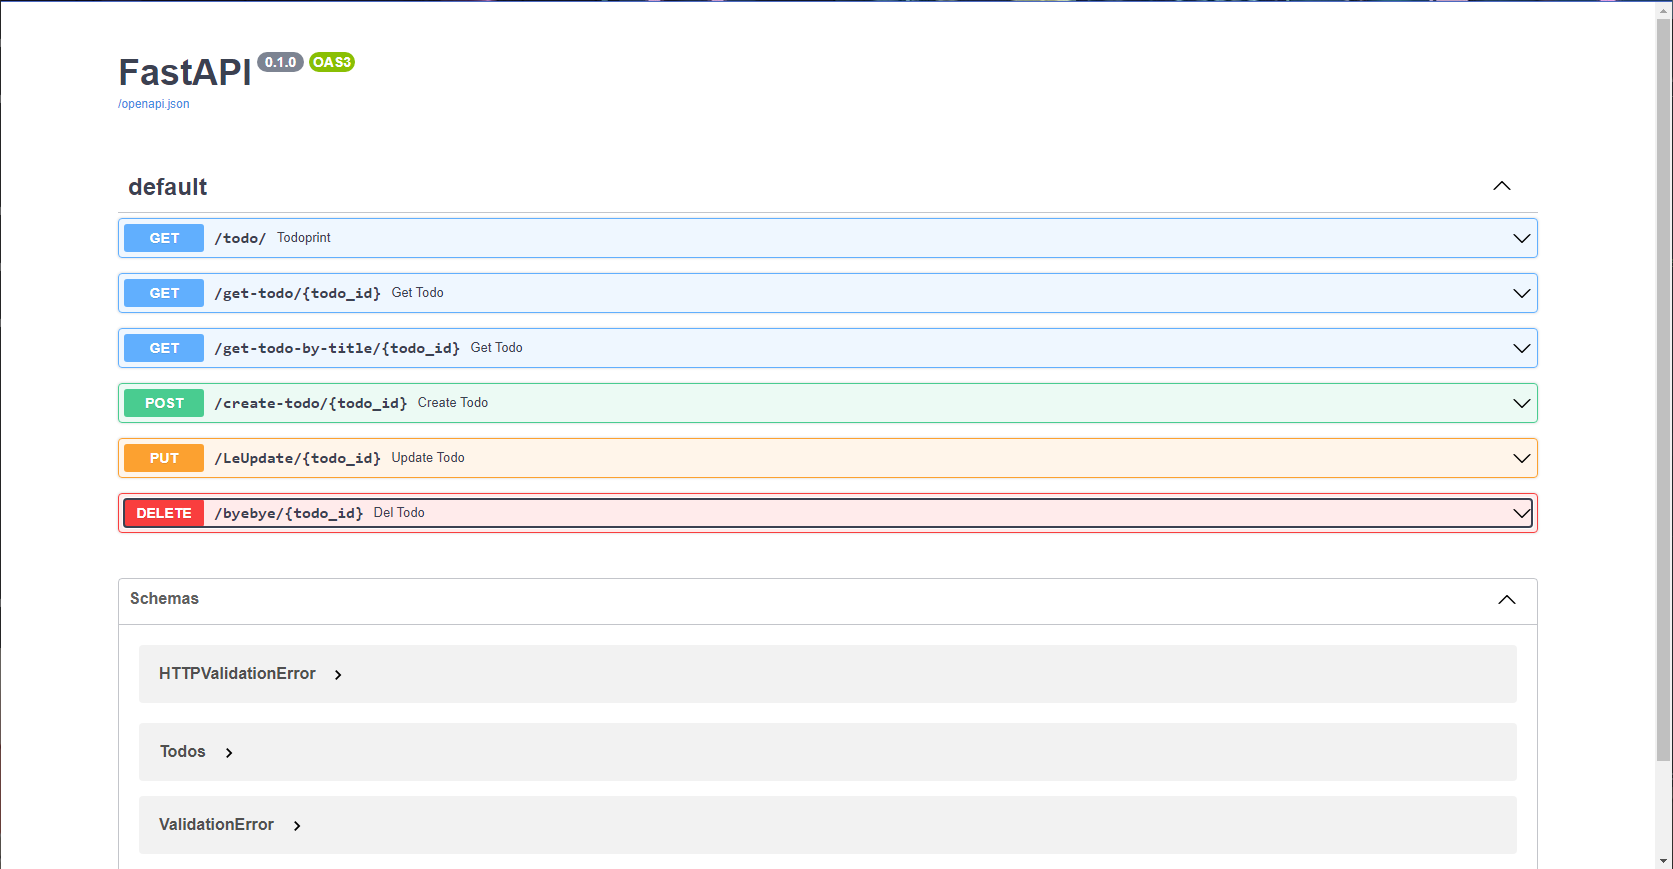 FastAPI 0.1.0 OAS3
/openapi.json
default
GET /todo/ Todoprint
GET /get-todo/{todo_id} Get Todo
GET /get-todo-by-title/{todo_id} Get Todo
POST /create-todo/{todo_id} Create Todo
PUT /LeUpdate/{todo_id} Update Todo
DELETE /byebye/{todo_id} Del Todo
Schemas
HTTPValidationError
Todos
ValidationError